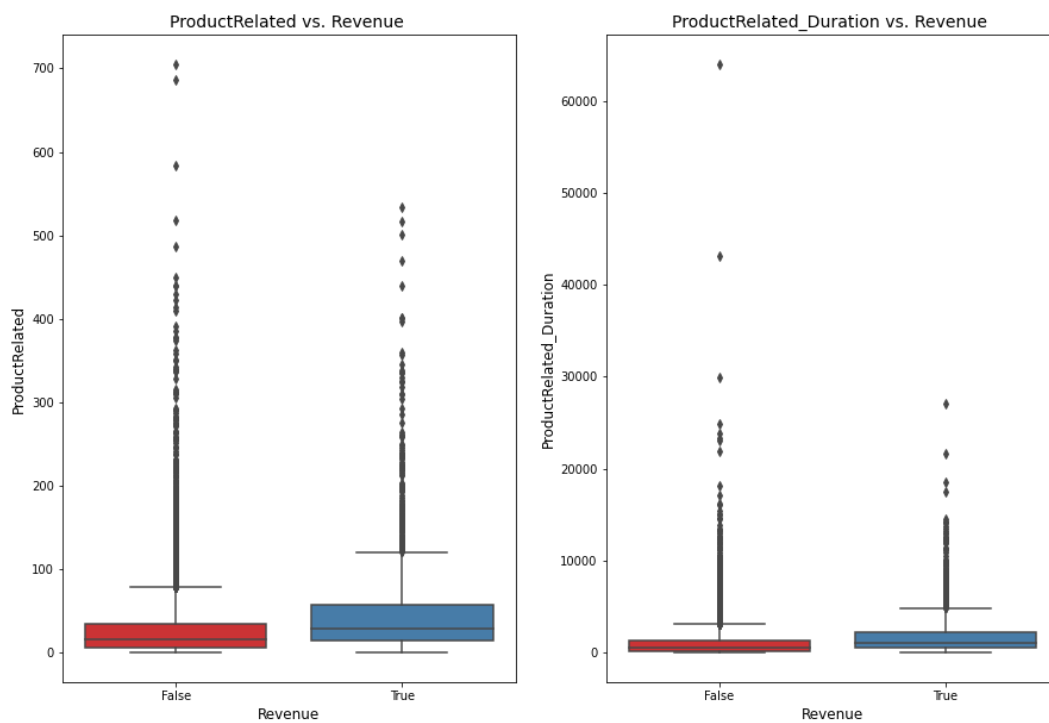 ProductRelated vs. Revenue
700
600
500
400
300
200
100
0
ProductRelated
False
True
Revenue
ProductRelated_Duration vs. Revenue
60000
50000
40000
30000
20000
10000
0
ProductRelated_Duration
False
True
Revenue